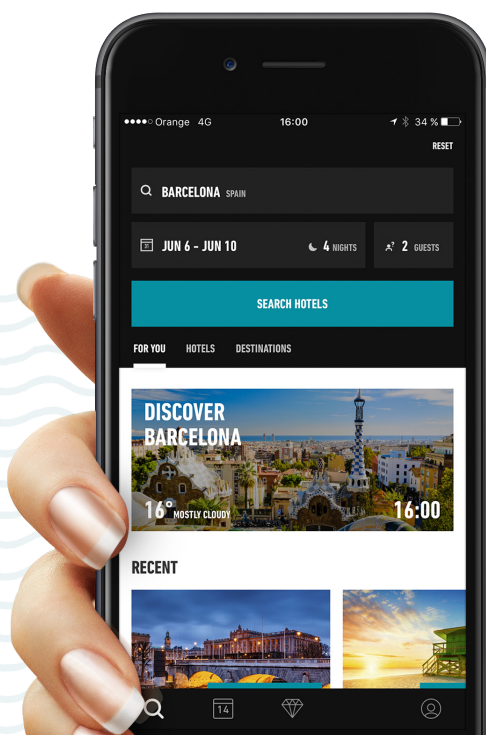 Orange 4G 16:00 34 %
RESET
BARCELONA SPAIN
31 JUN 6 - JUN 10 4 NIGHTS 2 GUESTS
SEARCH HOTELS
FOR YOU HOTELS DESTINATIONS
DISCOVER
BARCELONA
16° MOSTLY CLOUDY 16:00
RECENT
14